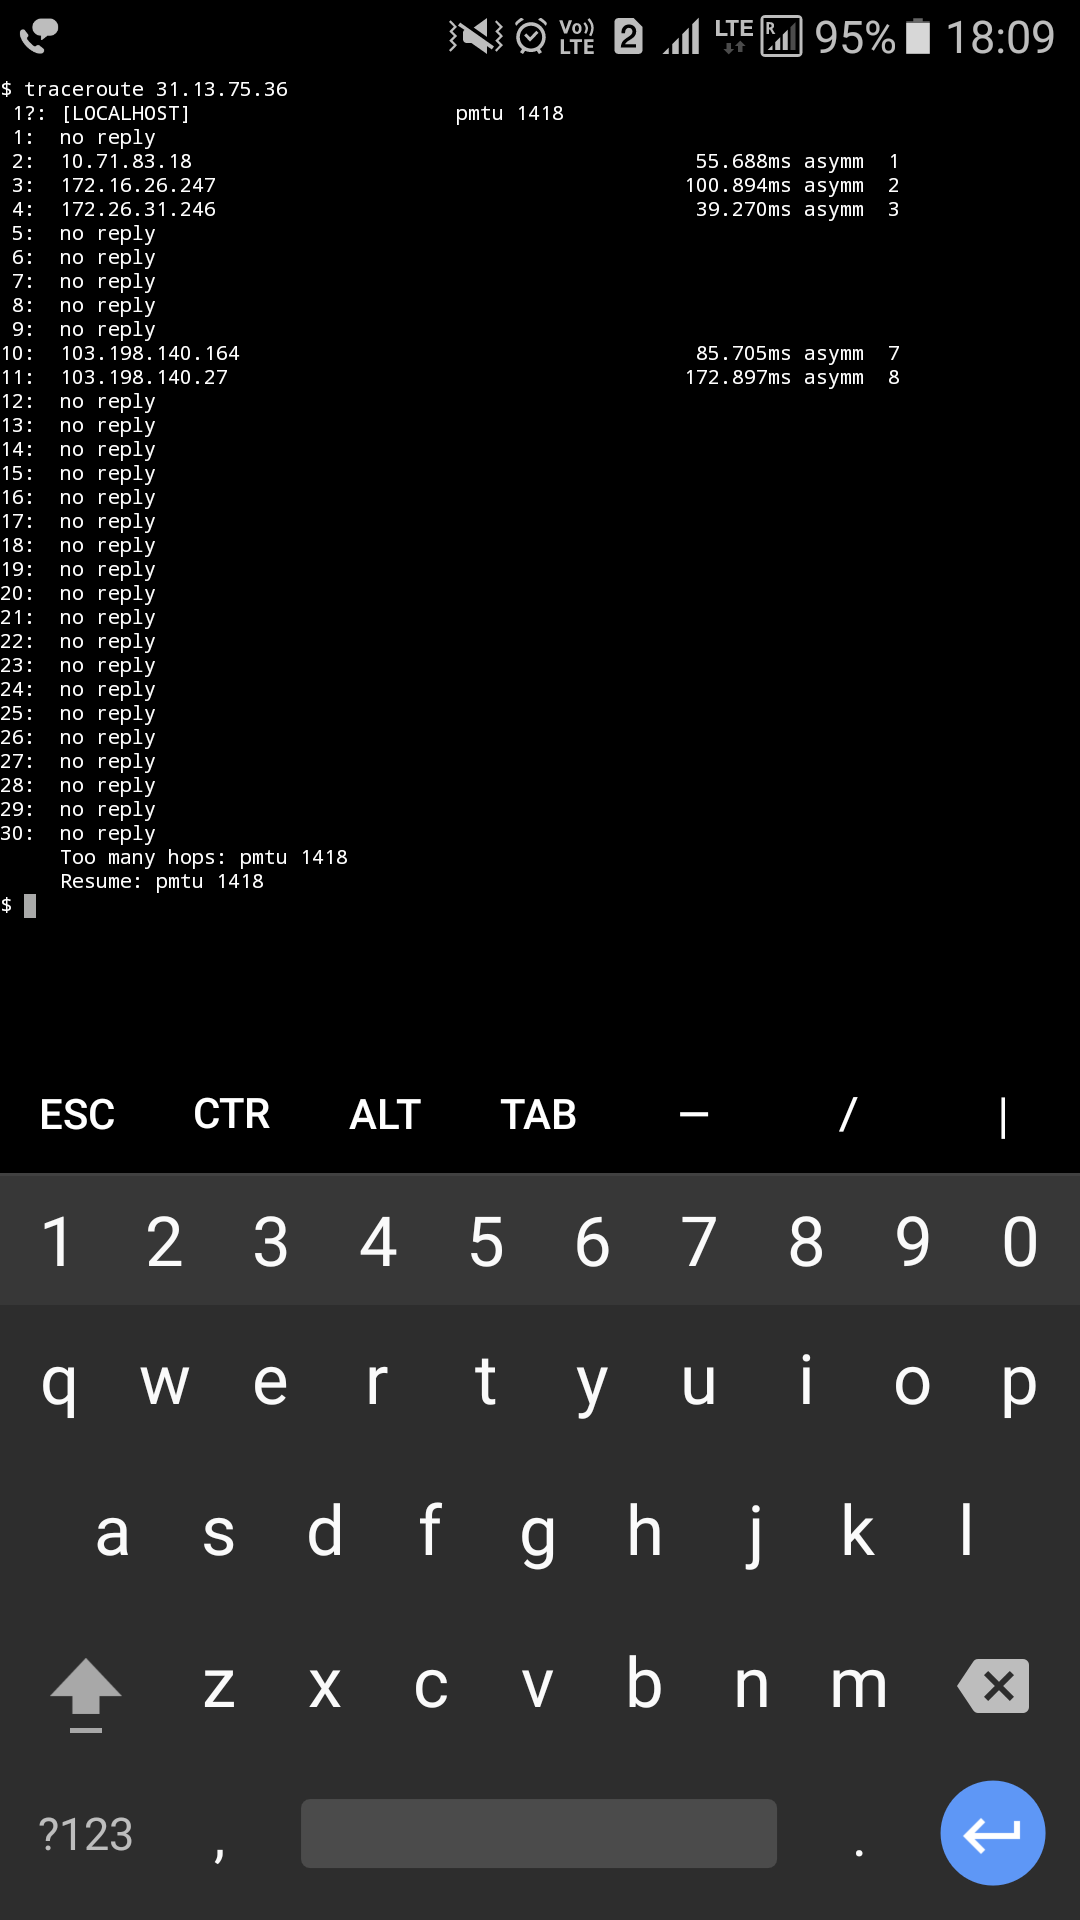 Vo)) LTE 2 LTE R 95% 18:09
$ traceroute 31.13.75.36
1?: [LOCALHOST] pmtu 1418
1: no reply
2: 10.71.83.18 55.688ms asymm 1
3: 172.16.26.247 100.894ms asymm 2
4: 172.26.31.246 39.270ms asymm 3
5: no reply
6: no reply
7: no reply
8: no reply
9: no reply
10: 103.198.140.164 85.705ms asymm 7
11: 103.198.140.27 172.897ms asymm 8
12: no reply
13: no reply
14: no reply
15: no reply
16: no reply
17: no reply
18: no reply
19: no reply
20: no reply
21: no reply
22: no reply
23: no reply
24: no reply
25: no reply
26: no reply
27: no reply
28: no reply
29: no reply
30: no reply
Too many hops: pmtu 1418
Resume: pmtu 1418
$
ESC CTR ALT TAB – / |
1 2 3 4 5 6 7 8 9 0
q w e r t y u i o p
a s d f g h j k l
z x c v b n m
?123 , .